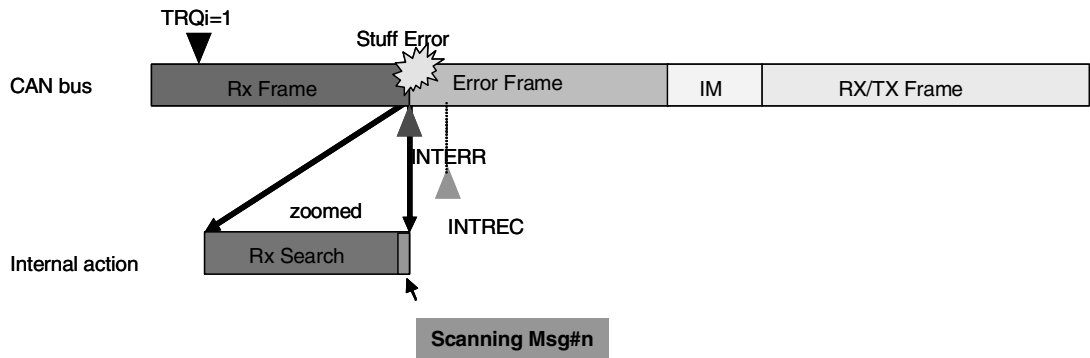 TRQi=1
Stuff Error
CAN bus
Rx Frame
Error Frame
IM
RX/TX Frame
INTERR
zoomed
INTREC
Internal action
Rx Search
Scanning Msg#n